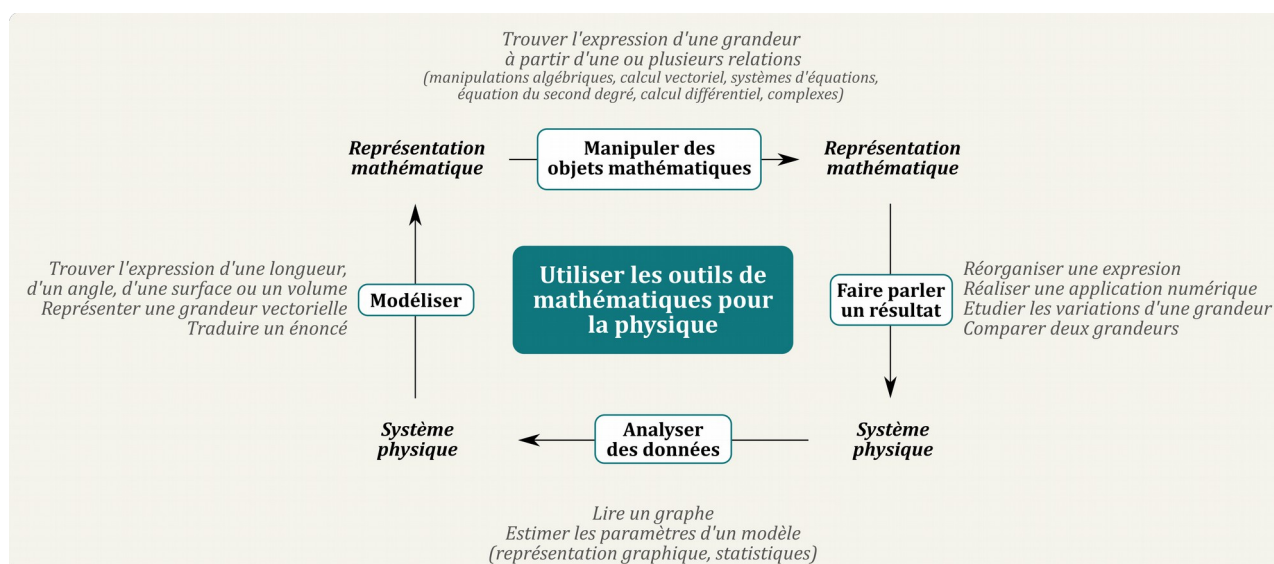 Trouver l'expression d'une grandeur
à partir d'une ou plusieurs relations
(manipulations algébriques, calcul vectoriel, systèmes d'équations,
équation du second degré, calcul différentiel, complexes)
Représentation
mathématique
Manipuler des
objets mathématiques
Représentation
mathématique
Trouver l'expression d'une longueur,
d'un angle, d'une surface ou un volume
Représenter une grandeur vectorielle
Traduire un énoncé
Modéliser
Utiliser les outils de
mathématiques pour
la physique
Faire parler
un résultat
Réorganiser une expresion
Réaliser une application numérique
Etudier les variations d'une grandeur
Comparer deux grandeurs
Système
physique
Analyser
des données
Système
physique
Lire un graphe
Estimer les paramètres d'un modèle
(représentation graphique, statistiques)